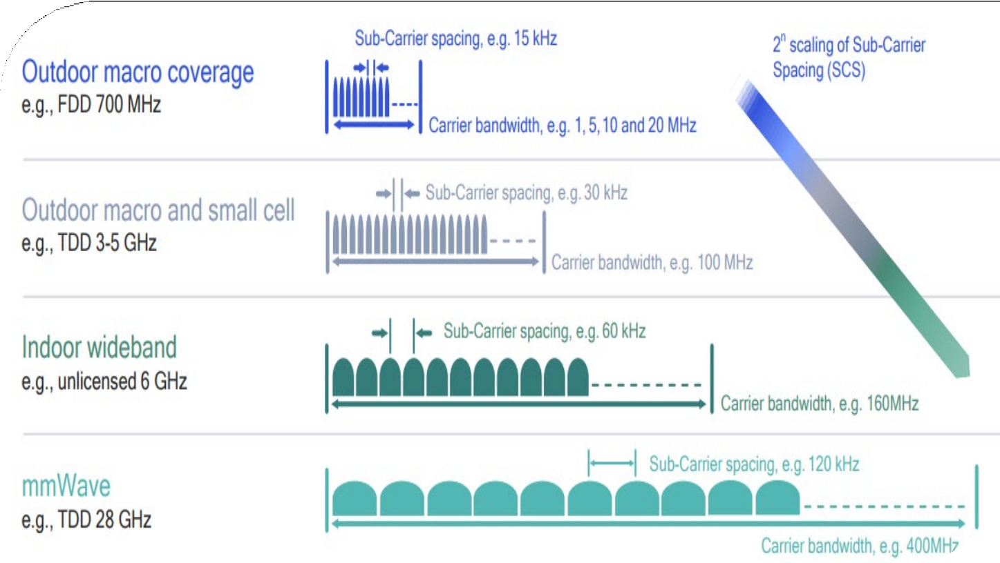 Sub-Carrier spacing, e.g. 15 kHz
2ⁿ scaling of Sub-Carrier
Spacing (SCS)
Outdoor macro coverage
e.g., FDD 700 MHz
Carrier bandwidth, e.g. 1, 5, 10 and 20 MHz
Sub-Carrier spacing, e.g. 30 kHz
Outdoor macro and small cell
e.g., TDD 3-5 GHz
Carrier bandwidth, e.g. 100 MHz
Sub-Carrier spacing, e.g. 60 kHz
Indoor wideband
e.g., unlicensed 6 GHz
Carrier bandwidth, e.g. 160MHz
Sub-Carrier spacing, e.g. 120 kHz
mmWave
e.g., TDD 28 GHz
Carrier bandwidth, e.g. 400MHz